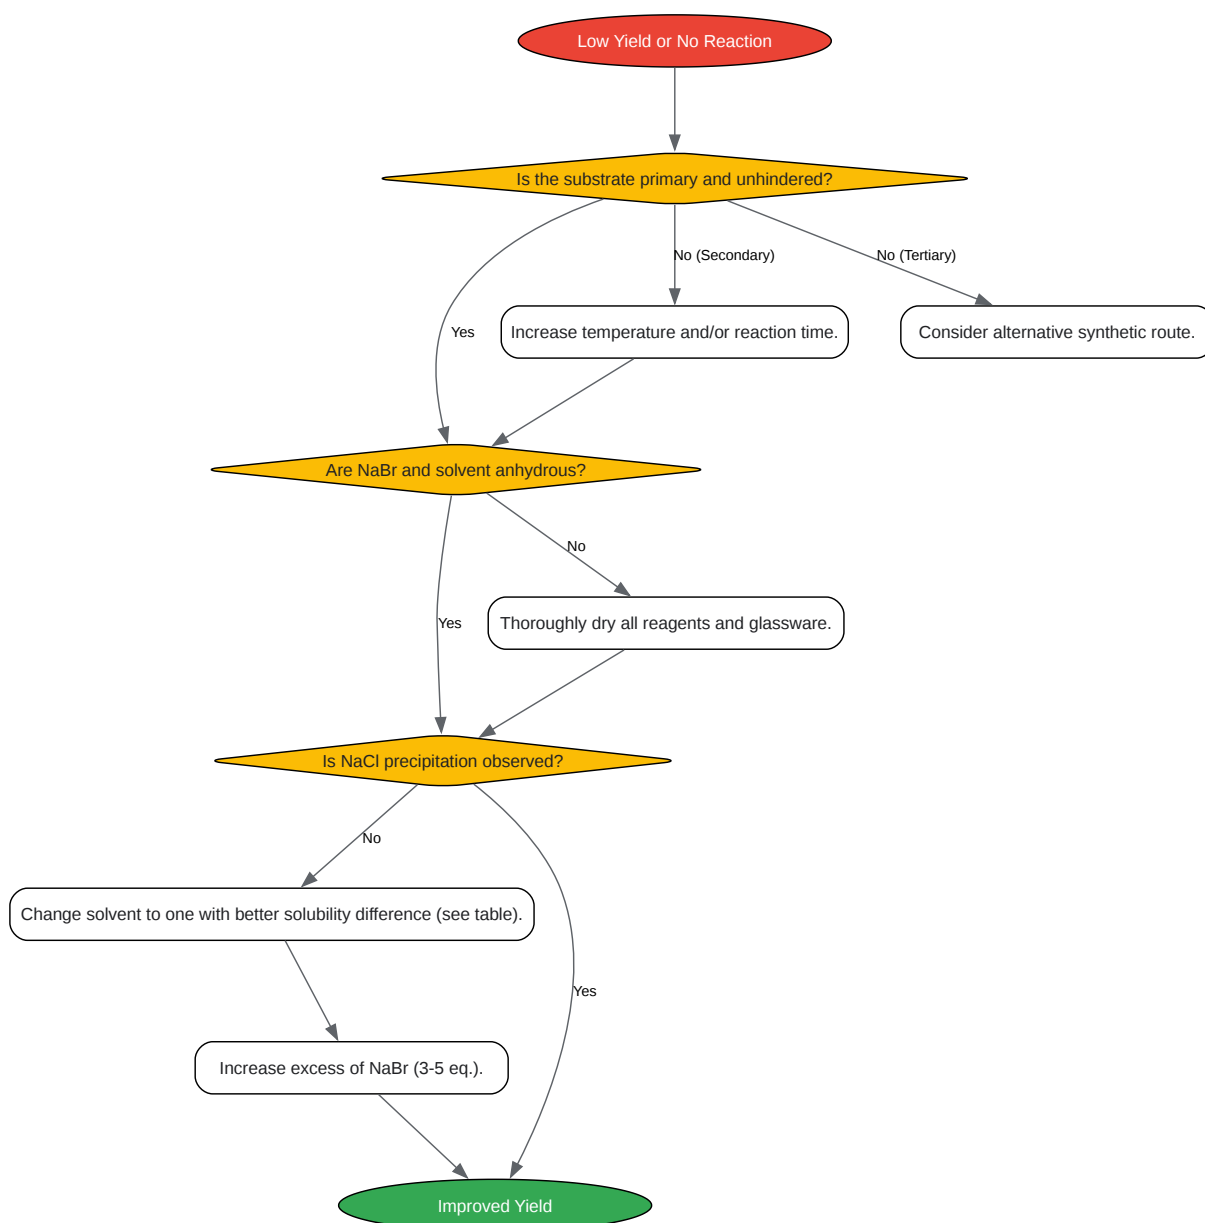 Low Yield or No Reaction
Is the substrate primary and unhindered?
No (Secondary)
No (Tertiary)
Yes
Increase temperature and/or reaction time.
Consider alternative synthetic route.
Are NaBr and solvent anhydrous?
No
Yes
Thoroughly dry all reagents and glassware.
Is NaCl precipitation observed?
No
Change solvent to one with better solubility difference (see table).
Yes
Increase excess of NaBr (3-5 eq.).
Improved Yield